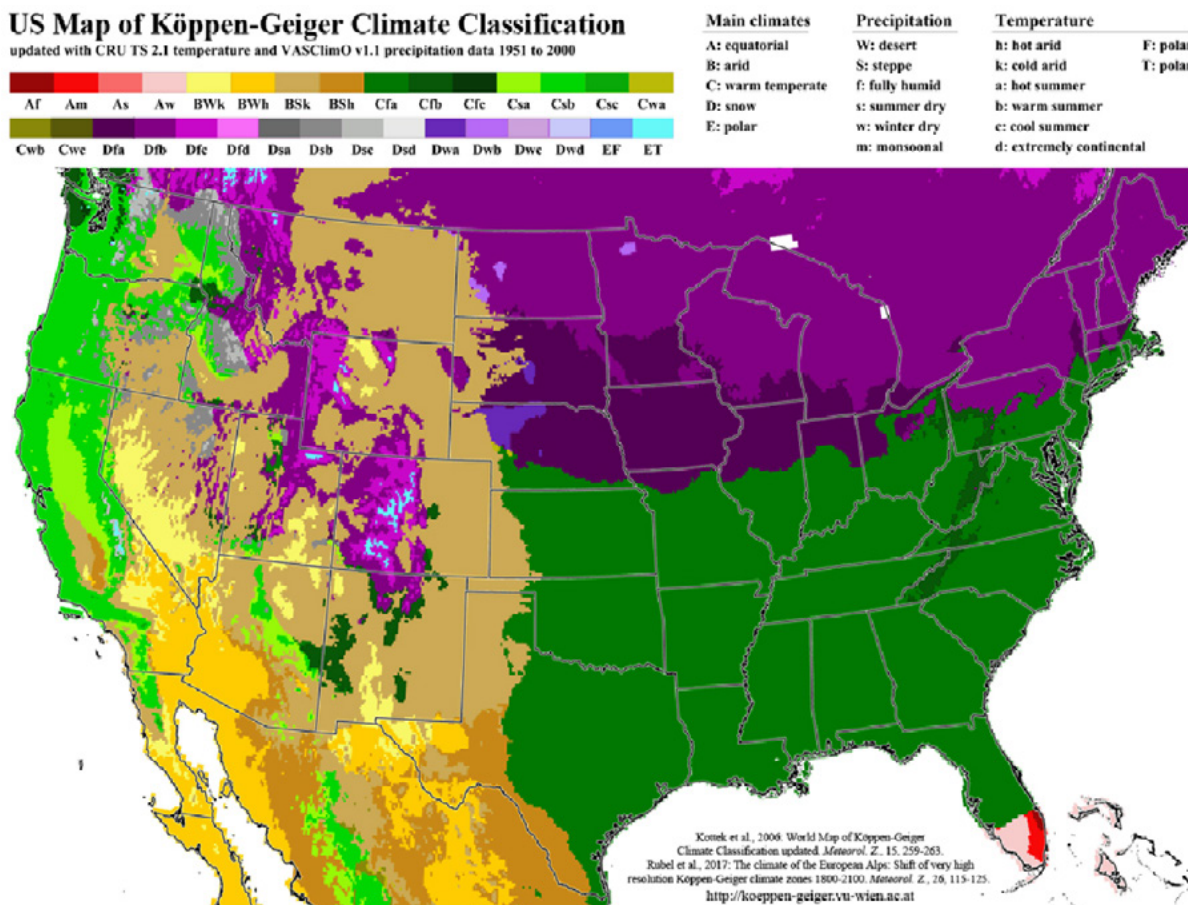 US Map of Köppen-Geiger Climate Classification
updated with CRU TS 2.1 temperature and VASClimO v1.1 precipitation data 1951 to 2000
Af Am As Aw BWk BWh BSk BSh Cfa Cfb Cfc Csa Csb Csc Cwa
Cwb Cwc Dfa Dfb Dfc Dfd Dsa Dsb Dsc Dsd Dwa Dwb Dwc Dwd EF ET
Main climates
A: equatorial
B: arid
C: warm temperate
D: snow
E: polar
Precipitation
W: desert
S: steppe
f: fully humid
s: summer dry
w: winter dry
m: monsoonal
Temperature
h: hot arid F: polar
k: cold arid T: polar
a: hot summer
b: warm summer
c: cool summer
d: extremely continental
Kottek et al., 2006: World Map of Köppen-Geiger
Climate Classification updated. Meteorol. Z., 15, 259-263.
Rubel et al., 2017: The climate of the European Alps: Shift of very high
resolution Köppen-Geiger climate zones 1800-2100. Meteorol. Z., 26, 115-125.
http://koeppen-geiger.vu-wien.ac.at